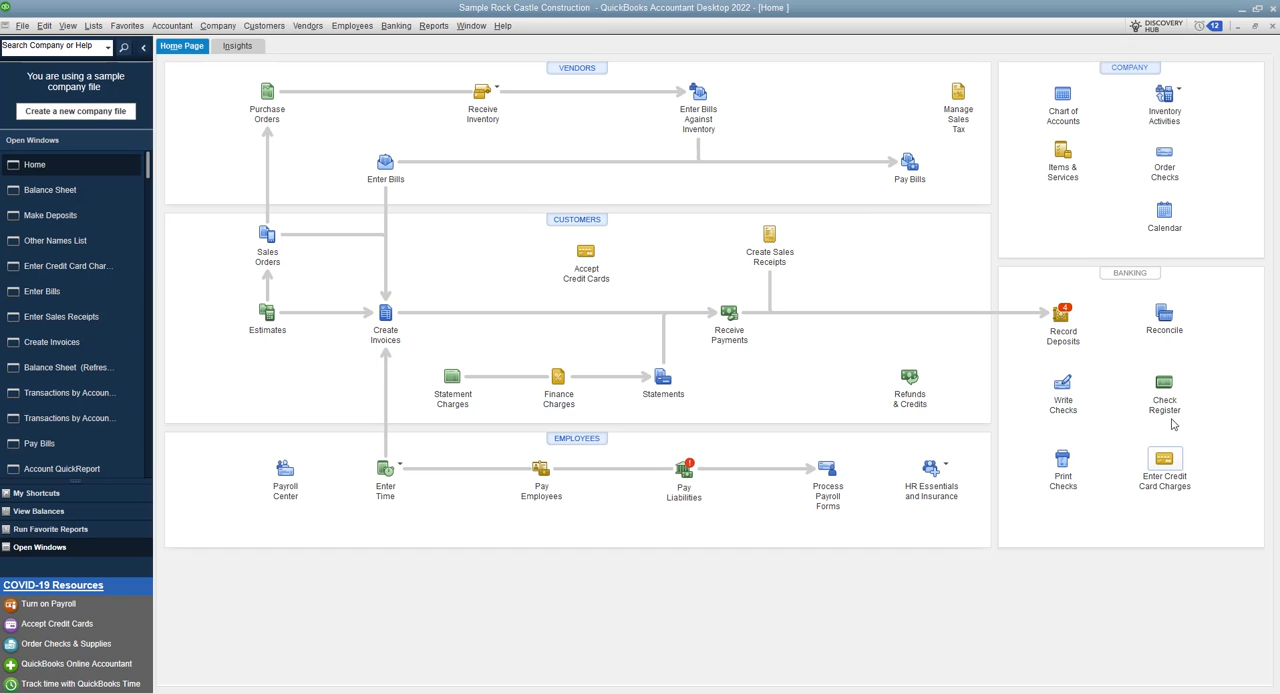 Sample Rock Castle Construction - QuickBooks Accountant Desktop 2022 - [Home ]
File Edit View Lists Favorites Accountant Company Customers Vendors Employees Banking Reports Window Help
DISCOVERY
HUB
12
Search Company or Help
Home Page
Insights
You are using a sample
company file
Create a new company file
Open Windows
Home
Balance Sheet
Make Deposits
Other Names List
Enter Credit Card Char...
Enter Bills
Enter Sales Receipts
Create Invoices
Balance Sheet (Refres...
Transactions by Accoun...
Transactions by Accoun...
Pay Bills
Account QuickReport
My Shortcuts
View Balances
Run Favorite Reports
Open Windows
COVID-19 Resources
Turn on Payroll
Accept Credit Cards
Order Checks & Supplies
QuickBooks Online Accountant
Track time with QuickBooks Time
VENDORS
Purchase
Orders
Receive
Inventory
Enter Bills
Against
Inventory
Manage
Sales
Tax
Enter Bills
Pay Bills
CUSTOMERS
Sales
Orders
Accept
Credit Cards
Create Sales
Receipts
Estimates
Create
Invoices
Receive
Payments
Statement
Charges
Finance
Charges
Statements
Refunds
& Credits
EMPLOYEES
Payroll
Center
Enter
Time
Pay
Employees
!
Pay
Liabilities
Process
Payroll
Forms
HR Essentials
and Insurance
COMPANY
Chart of
Accounts
Inventory
Activities
Items &
Services
Order
Checks
Calendar
BANKING
4
Record
Deposits
Reconcile
Write
Checks
Check
Register
Print
Checks
Enter Credit
Card Charges